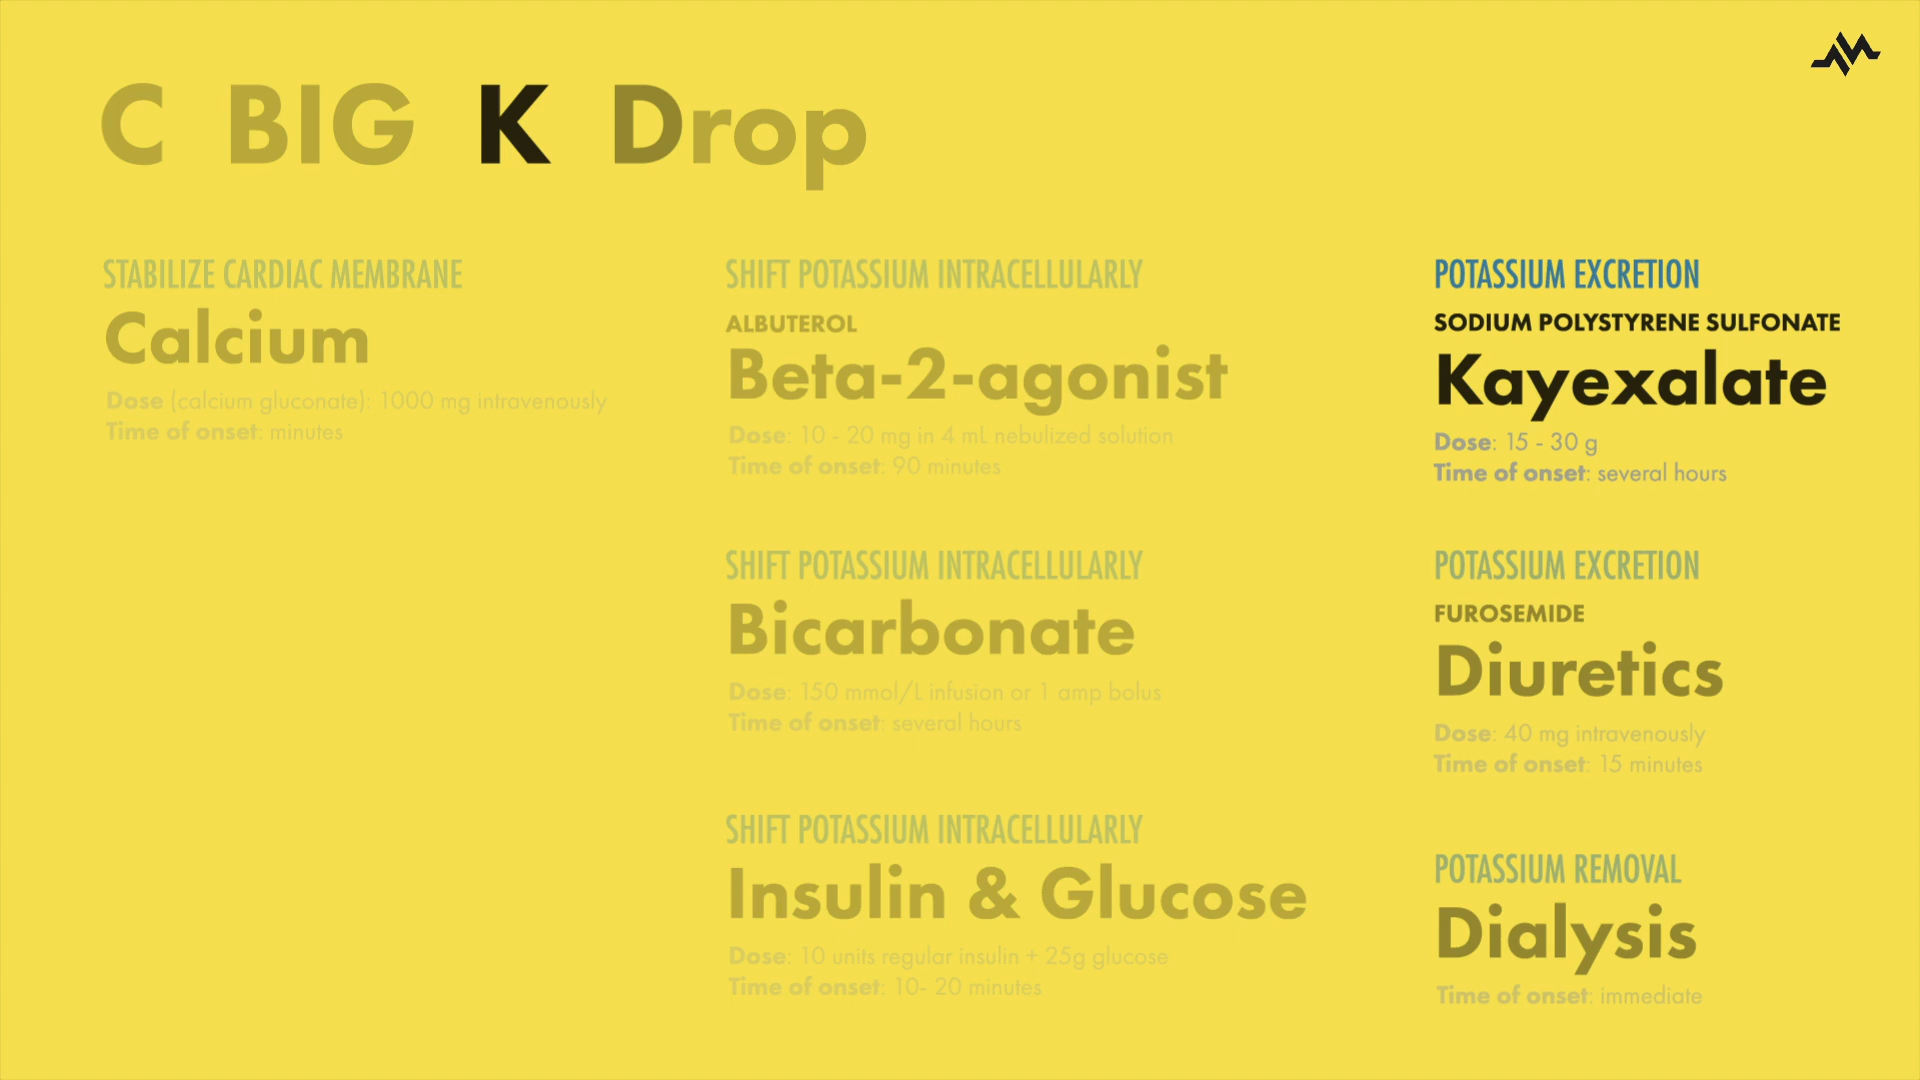 C BIG K Drop
STABILIZE CARDIAC MEMBRANE
Calcium
Dose (calcium gluconate): 1000 mg intravenously
Time of onset: minutes
SHIFT POTASSIUM INTRACELLULARLY
ALBUTEROL
Beta-2-agonist
Dose: 10 - 20 mg in 4 mL nebulized solution
Time of onset: 90 minutes
SHIFT POTASSIUM INTRACELLULARLY
Bicarbonate
Dose: 150 mmol/L infusion or 1 amp bolus
Time of onset: several hours
SHIFT POTASSIUM INTRACELLULARLY
Insulin & Glucose
Dose: 10 units regular insulin + 25g glucose
Time of onset: 10- 20 minutes
POTASSIUM EXCRETION
SODIUM POLYSTYRENE SULFONATE
Kayexalate
Dose: 15 - 30 g
Time of onset: several hours
POTASSIUM EXCRETION
FUROSEMIDE
Diuretics
Dose: 40 mg intravenously
Time of onset: 15 minutes
POTASSIUM REMOVAL
Dialysis
Time of onset: immediate